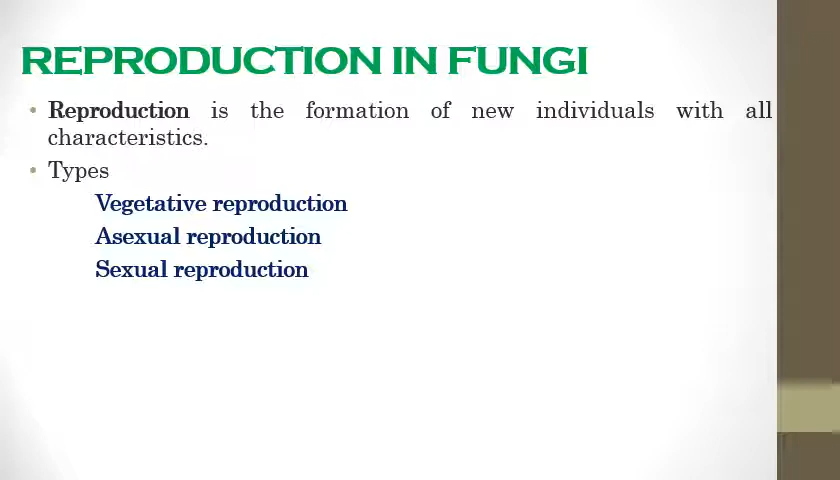 REPRODUCTION IN FUNGI
• Reproduction is the formation of new individuals with all
characteristics.
• Types
Vegetative reproduction
Asexual reproduction
Sexual reproduction